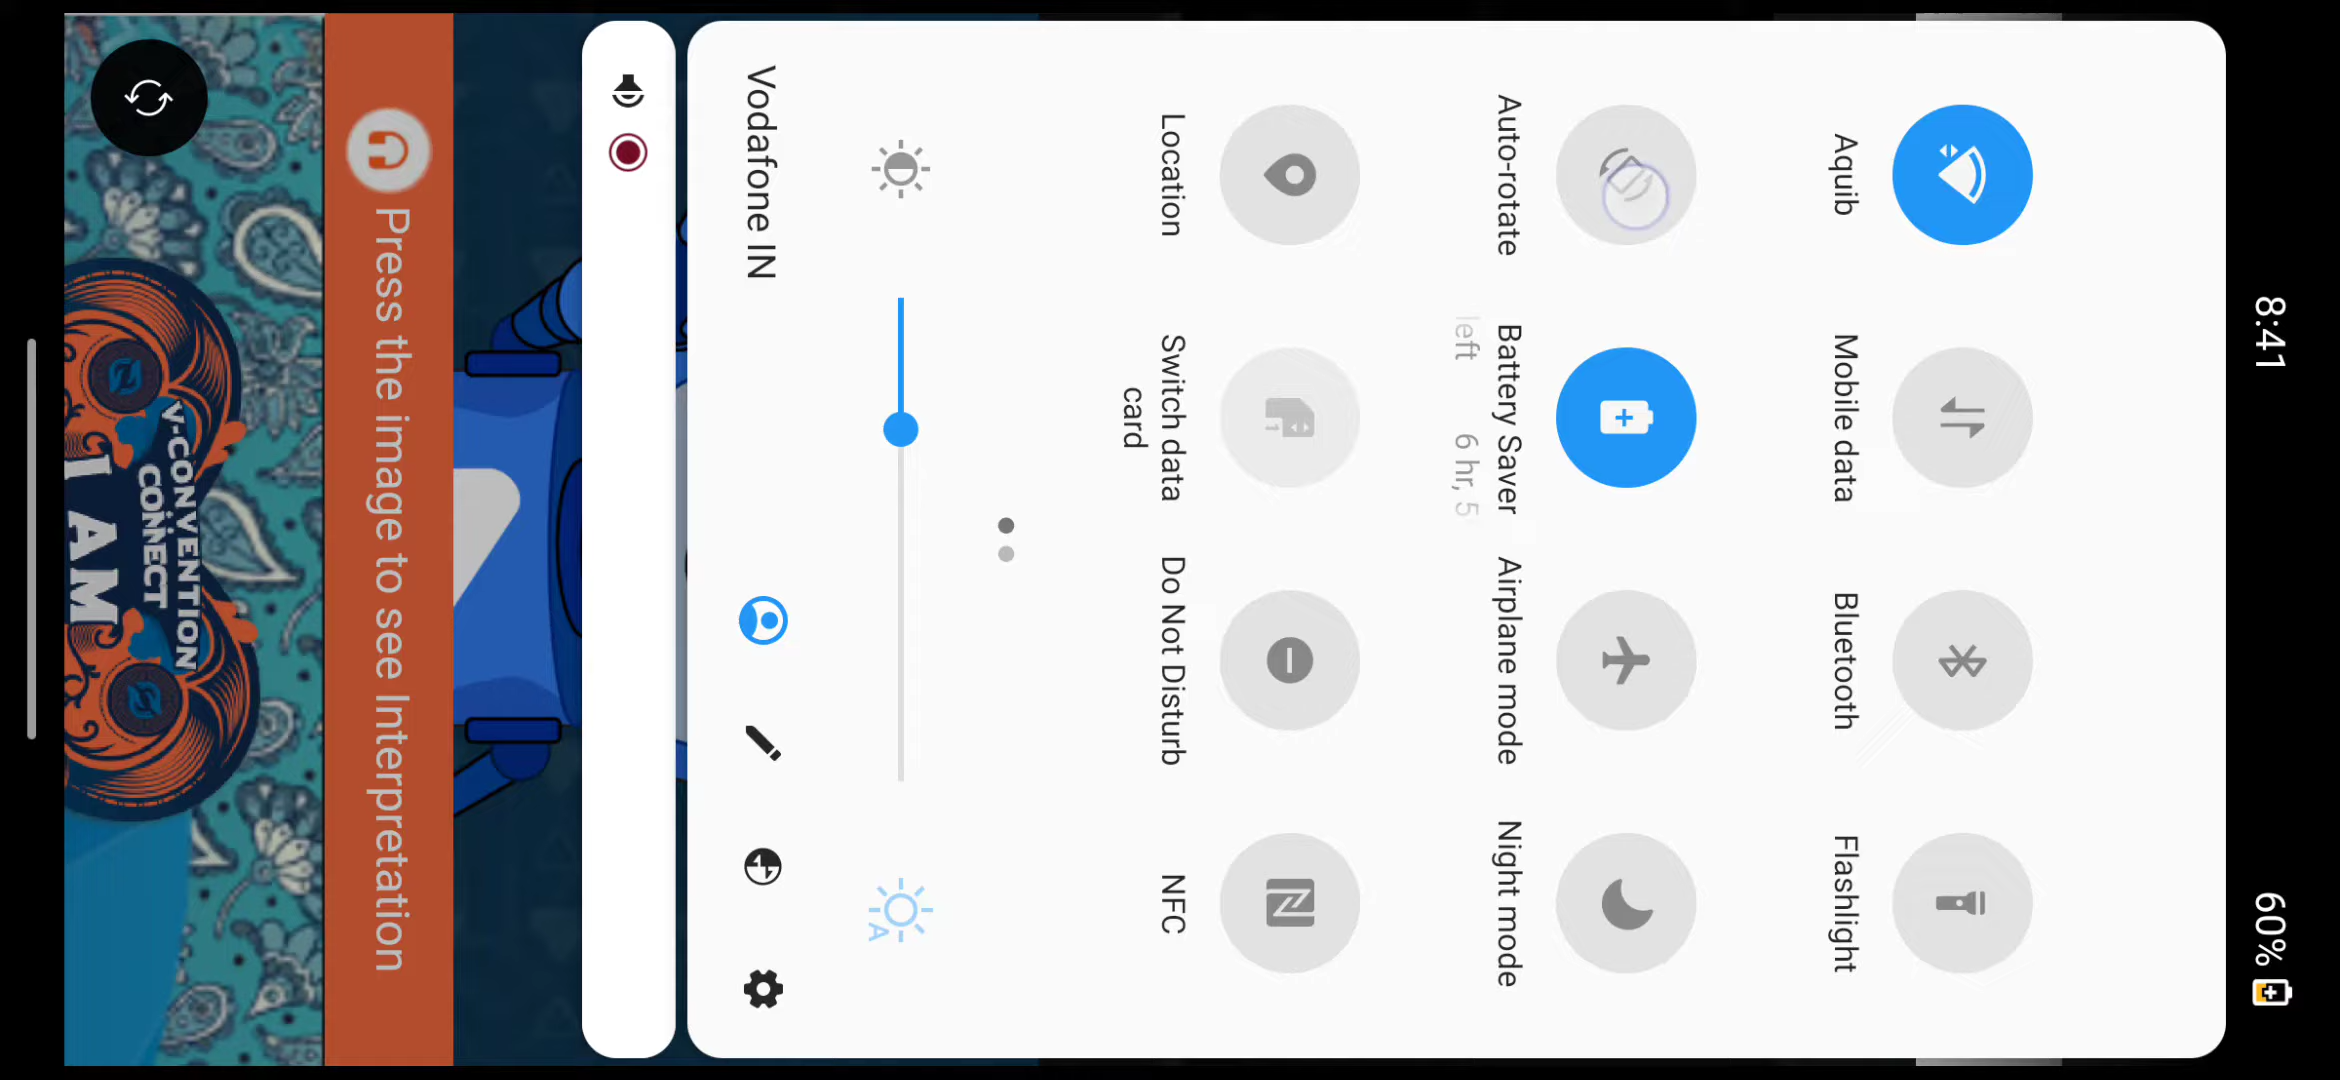 8:41
60%
Aquib
Mobile data
Bluetooth
Flashlight
Auto-rotate
Battery Saver
left 6 hr, 5
Airplane mode
Night mode
Location
Switch data
card
Do Not Disturb
NFC
A
Vodafone IN
Press the image to see Interpretation
V-CONVENTION
CONNECT
I AM